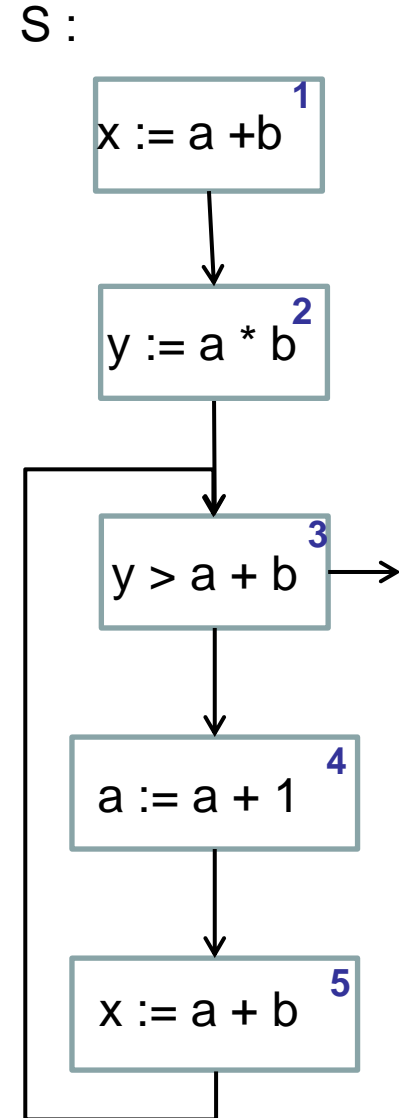 S :
1
x := a +b
2
y := a * b
3
y > a + b
4
a := a + 1
5
x := a + b